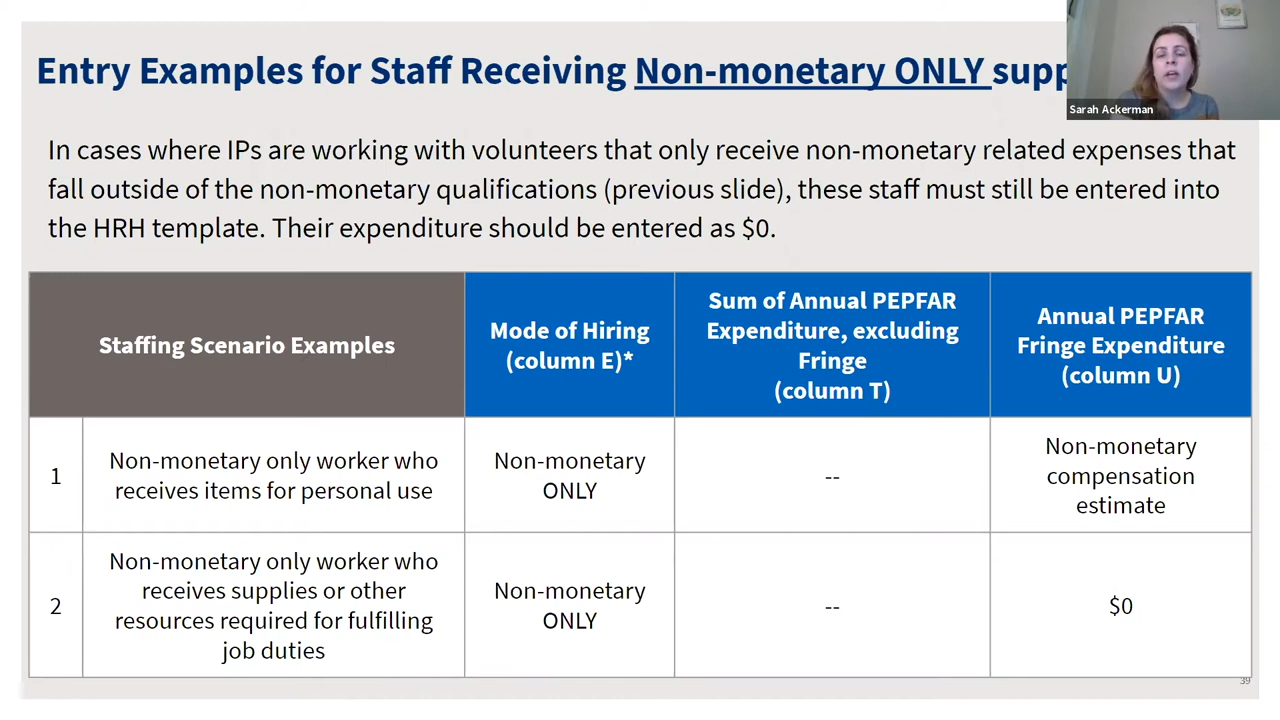 Entry Examples for Staff Receiving Non-monetary ONLY supp
Sarah Ackerman
In cases where IPs are working with volunteers that only receive non-monetary related expenses that
fall outside of the non-monetary qualifications (previous slide), these staff must still be entered into
the HRH template. Their expenditure should be entered as $0.
Staffing Scenario Examples
Mode of Hiring
(column E)*
Sum of Annual PEPFAR
Expenditure, excluding
Fringe
(column T)
Annual PEPFAR
Fringe Expenditure
(column U)
1
Non-monetary only worker who
receives items for personal use
Non-monetary
ONLY
--
Non-monetary
compensation
estimate
2
Non-monetary only worker who
receives supplies or other
resources required for fulfilling
job duties
Non-monetary
ONLY
--
$0
39